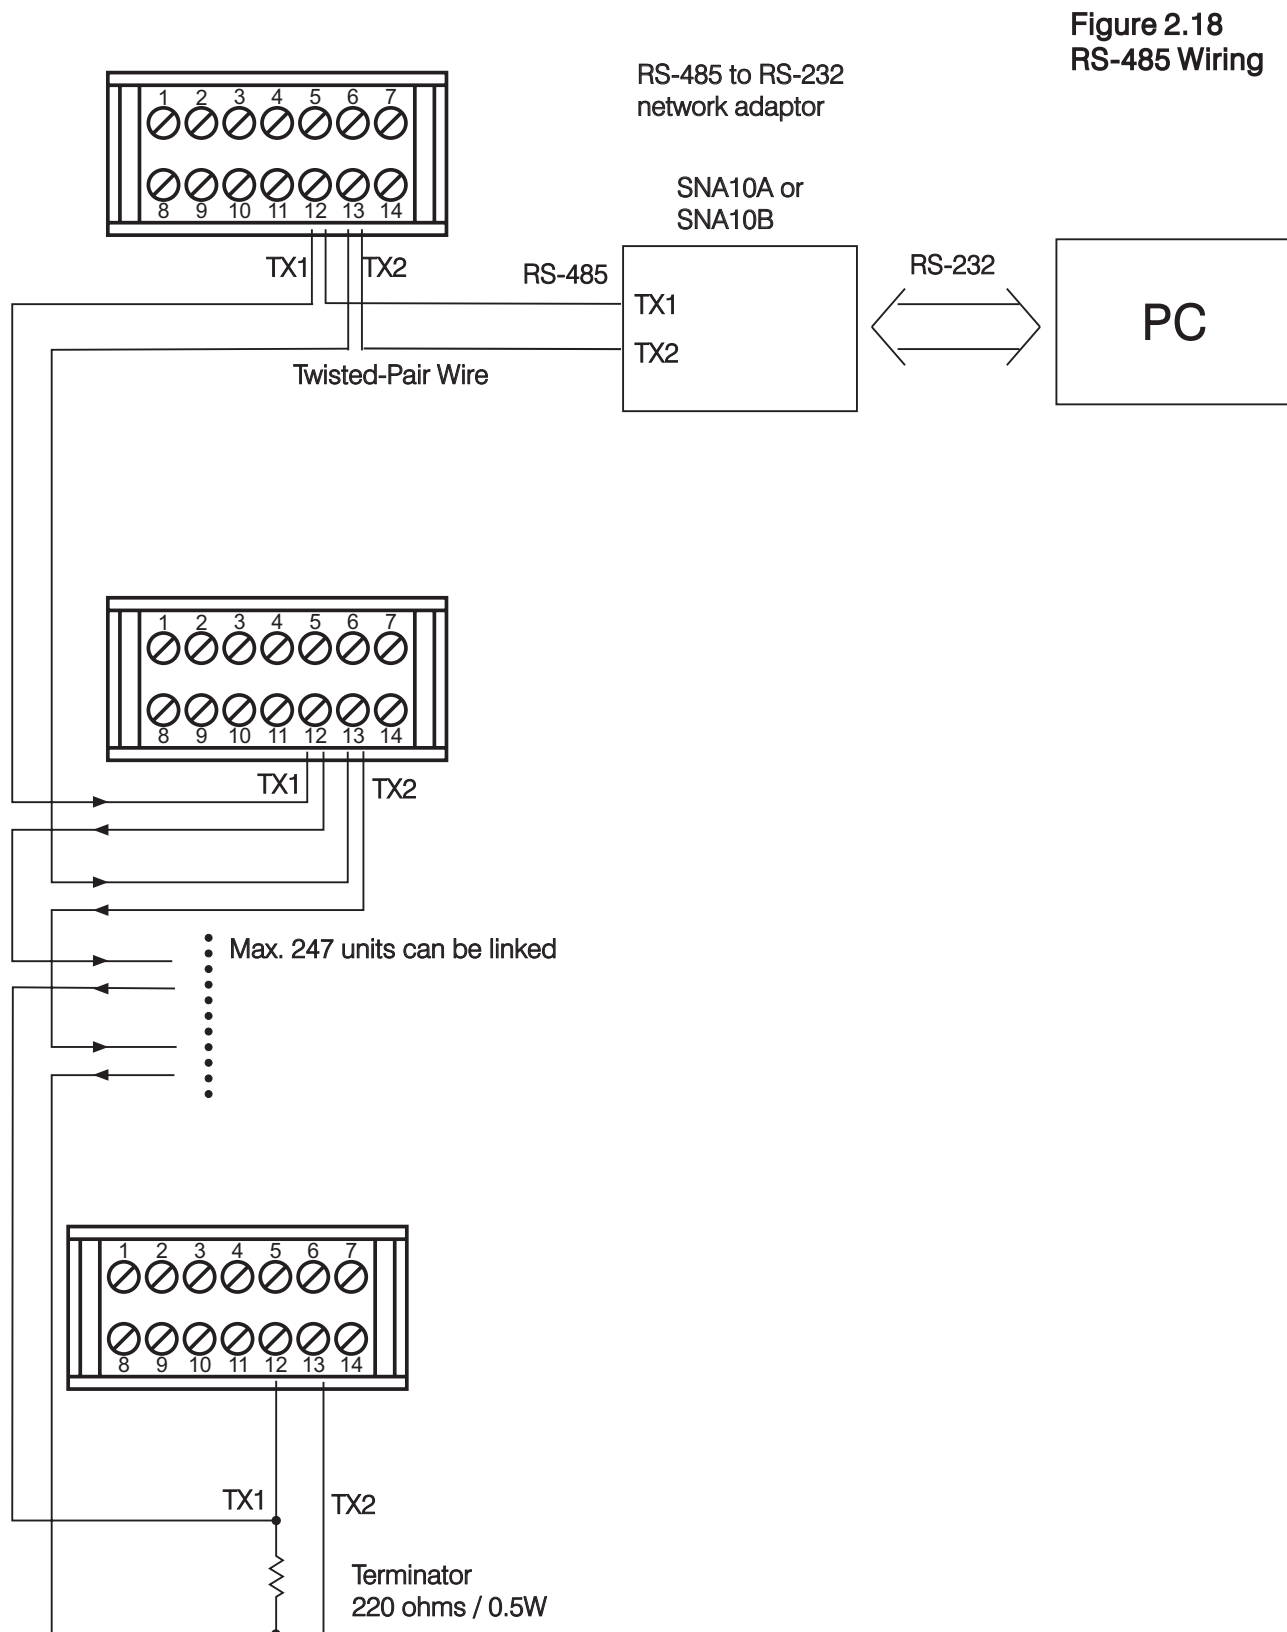 Figure 2.18
RS-485 Wiring
RS-485 to RS-232
network adaptor
SNA10A or
SNA10B
1 2 3 4 5 6 7
8 9 10 11 12 13 14
TX1 TX2
RS-485
TX1
TX2
RS-232
PC
Twisted-Pair Wire
1 2 3 4 5 6 7
8 9 10 11 12 13 14
TX1 TX2
Max. 247 units can be linked
1 2 3 4 5 6 7
8 9 10 11 12 13 14
TX1 TX2
Terminator
220 ohms / 0.5W